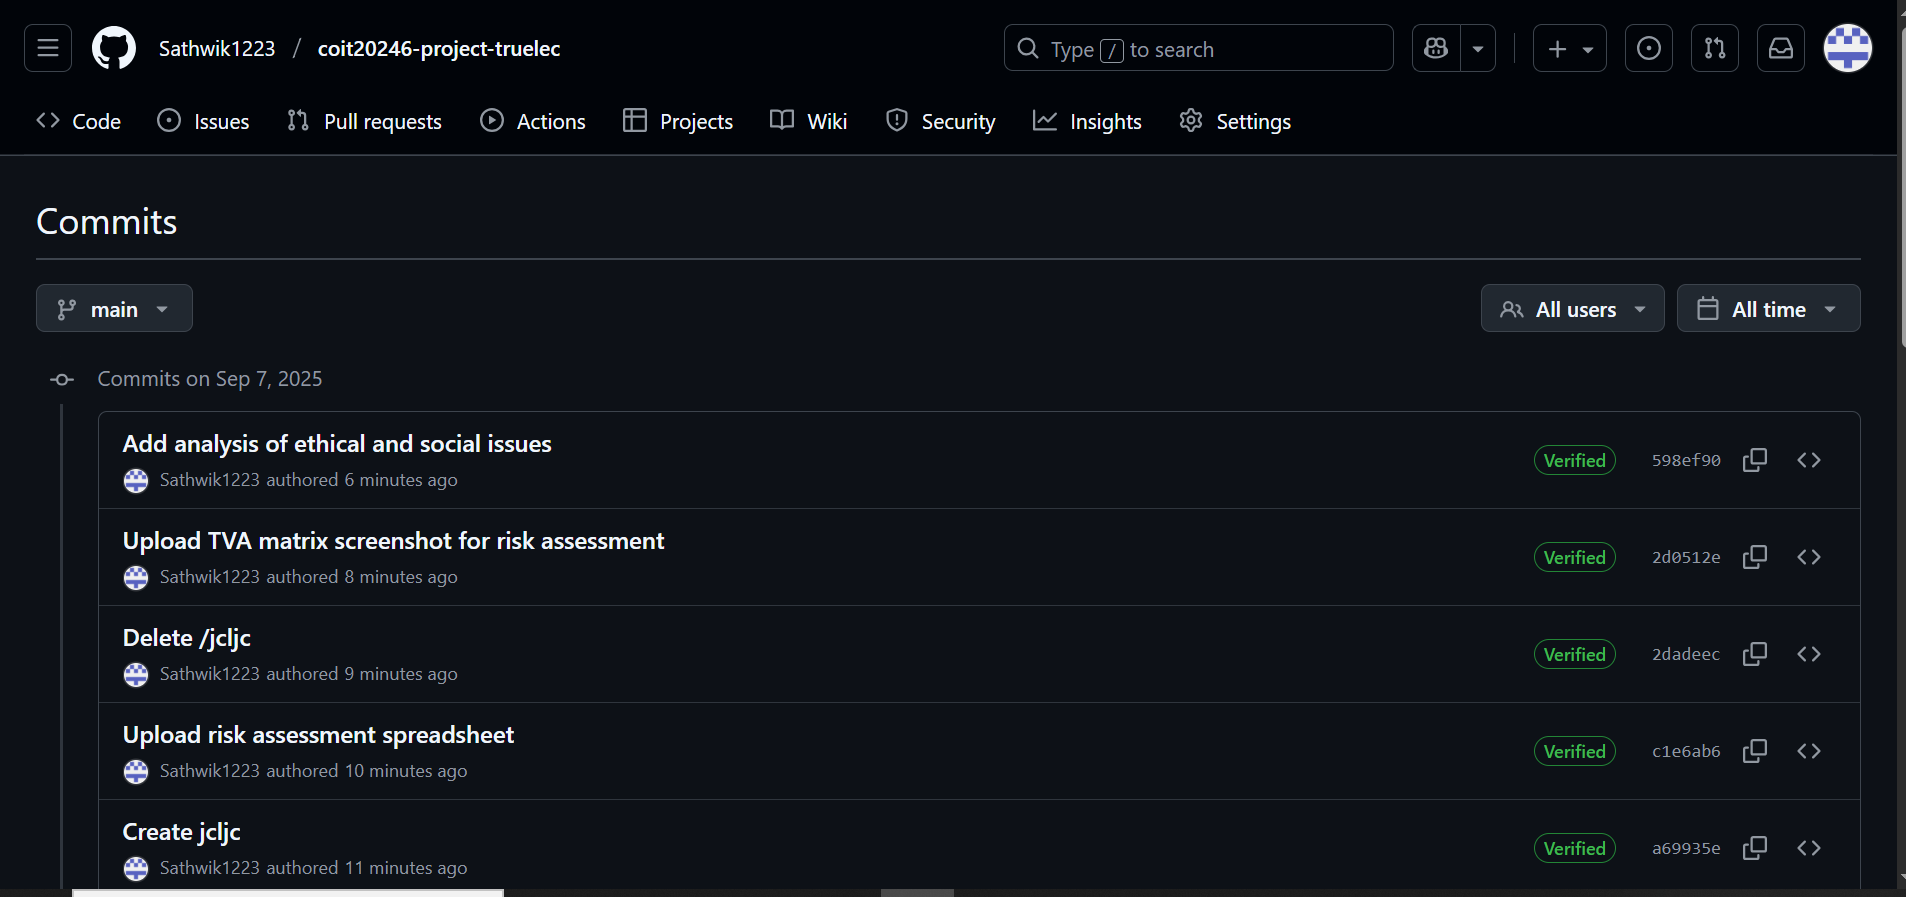 Sathwik1223 / coit20246-project-truelec
Type / to search
Code Issues Pull requests Actions Projects Wiki Security Insights Settings
Commits
main
All users All time
Commits on Sep 7, 2025
Add analysis of ethical and social issues
Sathwik1223 authored 6 minutes ago
Verified 598ef90
Upload TVA matrix screenshot for risk assessment
Sathwik1223 authored 8 minutes ago
Verified 2d0512e
Delete /jcljc
Sathwik1223 authored 9 minutes ago
Verified 2dadeec
Upload risk assessment spreadsheet
Sathwik1223 authored 10 minutes ago
Verified c1e6ab6
Create jcljc
Sathwik1223 authored 11 minutes ago
Verified a69935e